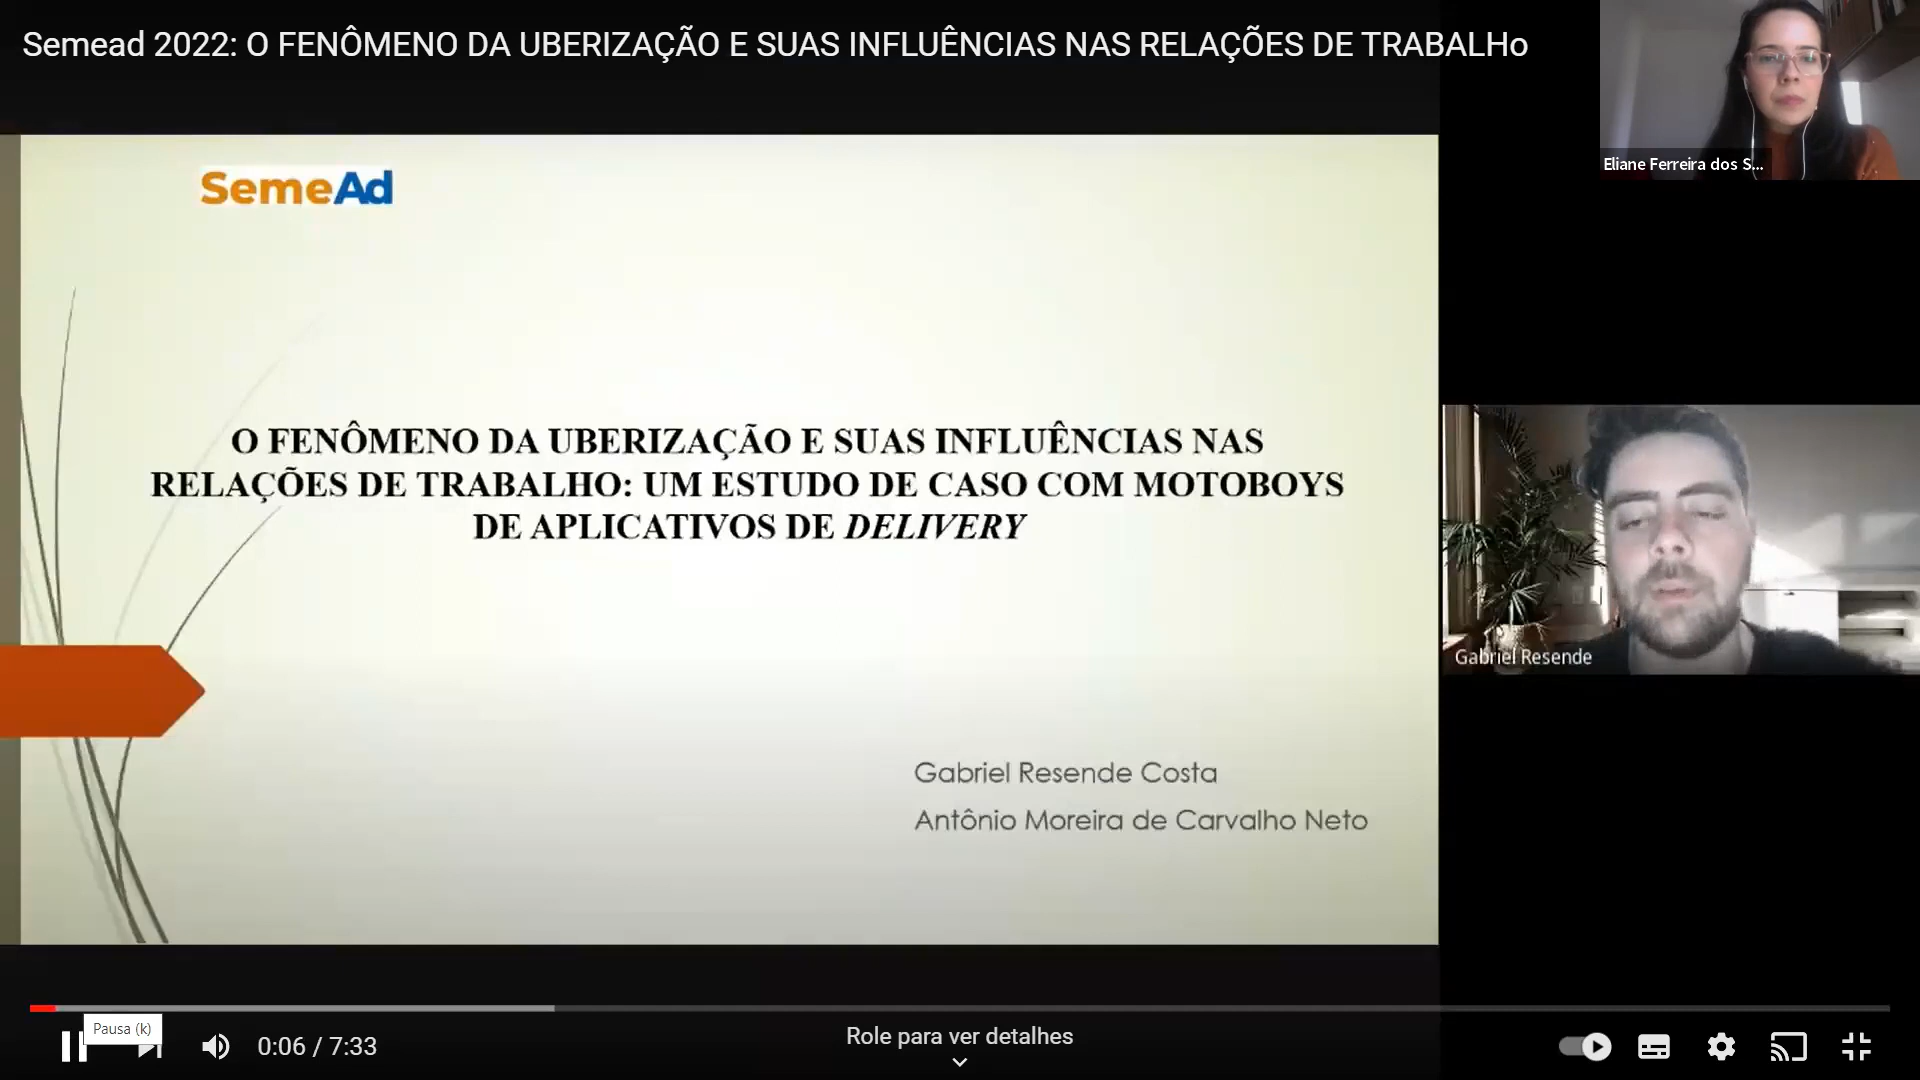 Semead 2022: O FENÔMENO DA UBERIZAÇÃO E SUAS INFLUÊNCIAS NAS RELAÇÕES DE TRABALHo
Eliane Ferreira dos S...
SemeAd
O FENÔMENO DA UBERIZAÇÃO E SUAS INFLUÊNCIAS NAS
RELAÇÕES DE TRABALHO: UM ESTUDO DE CASO COM MOTOBOYS
DE APLICATIVOS DE DELIVERY
Gabriel Resende
Gabriel Resende Costa
Antônio Moreira de Carvalho Neto
Pausa (k)
0:06 / 7:33
Role para ver detalhes